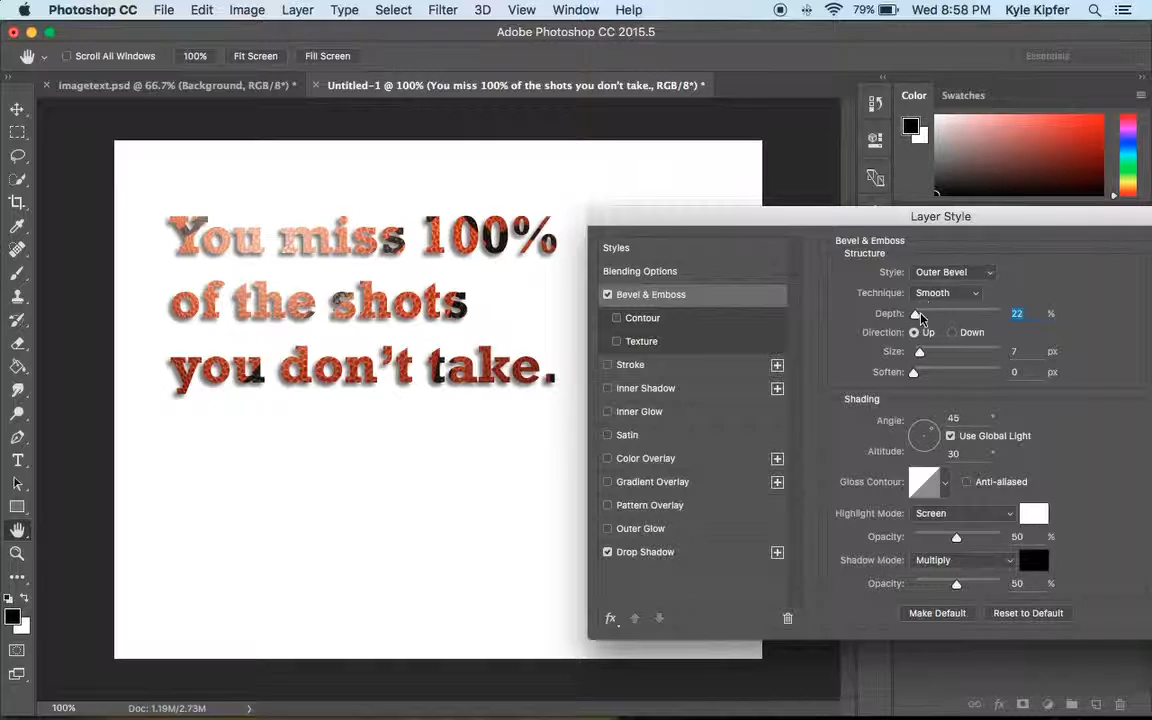 Photoshop CC File Edit Image Layer Type Select Filter 3D View Window Help 79% Wed 8:58 PM Kyle Kipfer
Adobe Photoshop CC 2015.5
Scroll All Windows 100% Fit Screen Fill Screen Essentials
imagetext.psd @ 66.7% (Background, RGB/8*) * Untitled-1 @ 100% (You miss 100% of the shots you don't take., RGB/8*) *
Color Swatches
You miss 100%
of the shots
you don't take.
Layer Style
Styles
Blending Options
Bevel & Emboss
Contour
Texture
Stroke
Inner Shadow
Inner Glow
Satin
Color Overlay
Gradient Overlay
Pattern Overlay
Outer Glow
Drop Shadow
fx
Bevel & Emboss
Structure
Style: Outer Bevel
Technique: Smooth
Depth: 22 %
Direction: Up Down
Size: 7 px
Soften: 0 px
Shading
Angle: 45 °
Use Global Light
Altitude: 30 °
Gloss Contour: Anti-aliased
Highlight Mode: Screen
Opacity: 50 %
Shadow Mode: Multiply
Opacity: 50 %
Make Default Reset to Default
100% Doc: 1.19M/2.73M
fx